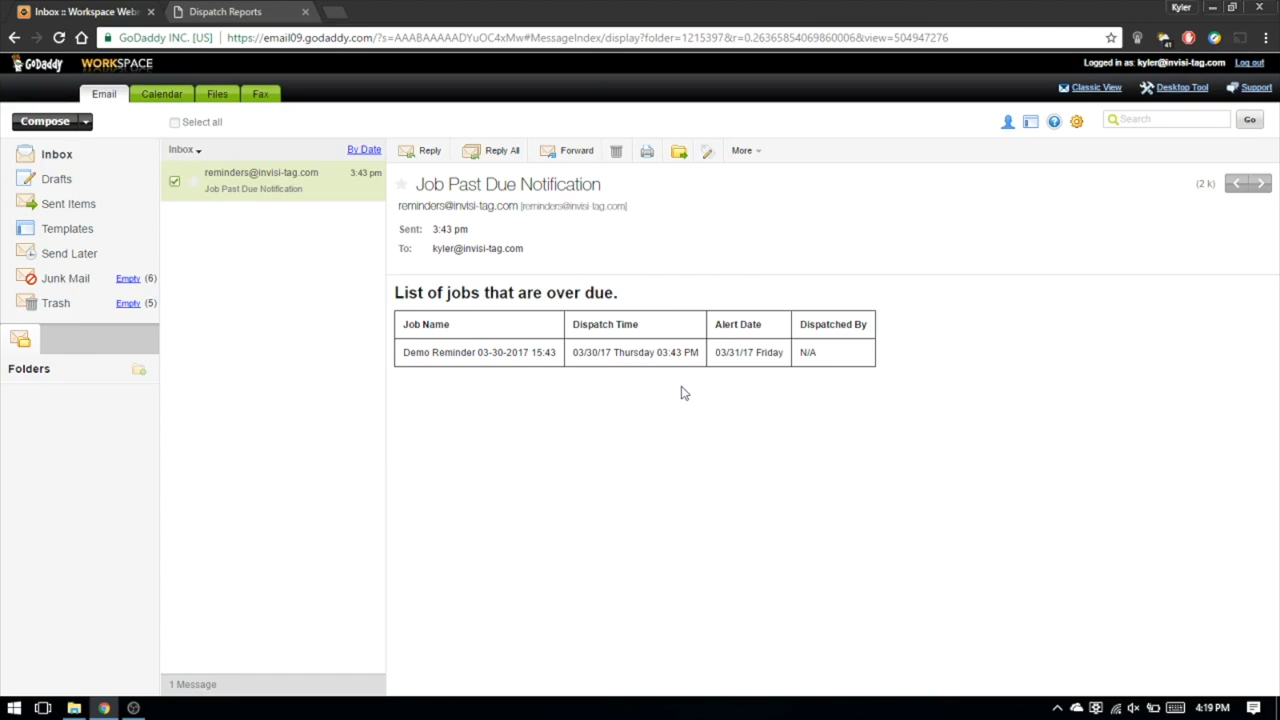 Inbox :: Workspace Web
Dispatch Reports
Kyler
GoDaddy INC. [US] https://email09.godaddy.com/?s=AAABAAAADYuOC4xMw#MessageIndex/display?folder=1215397&r=0.26365854069860006&view=504947276
41
GoDaddy WORKSPACE
Logged in as: kyler@invisi-tag.com Log out
Email Calendar Files Fax
Classic View Desktop Tool Support
Compose
Select all
Search
Go
Inbox
Drafts
Sent Items
Templates
Send Later
Junk Mail Empty (6)
Trash Empty (5)
Folders
Inbox By Date
reminders@invisi-tag.com 3:43 pm
Job Past Due Notification
1 Message
Reply Reply All Forward More
Job Past Due Notification
(2 k)
reminders@invisi-tag.com [reminders@invisi-tag.com]
Sent: 3:43 pm
To: kyler@invisi-tag.com
List of jobs that are over due.
Job Name Dispatch Time Alert Date Dispatched By
Demo Reminder 03-30-2017 15:43 03/30/17 Thursday 03:43 PM 03/31/17 Friday N/A
4:19 PM